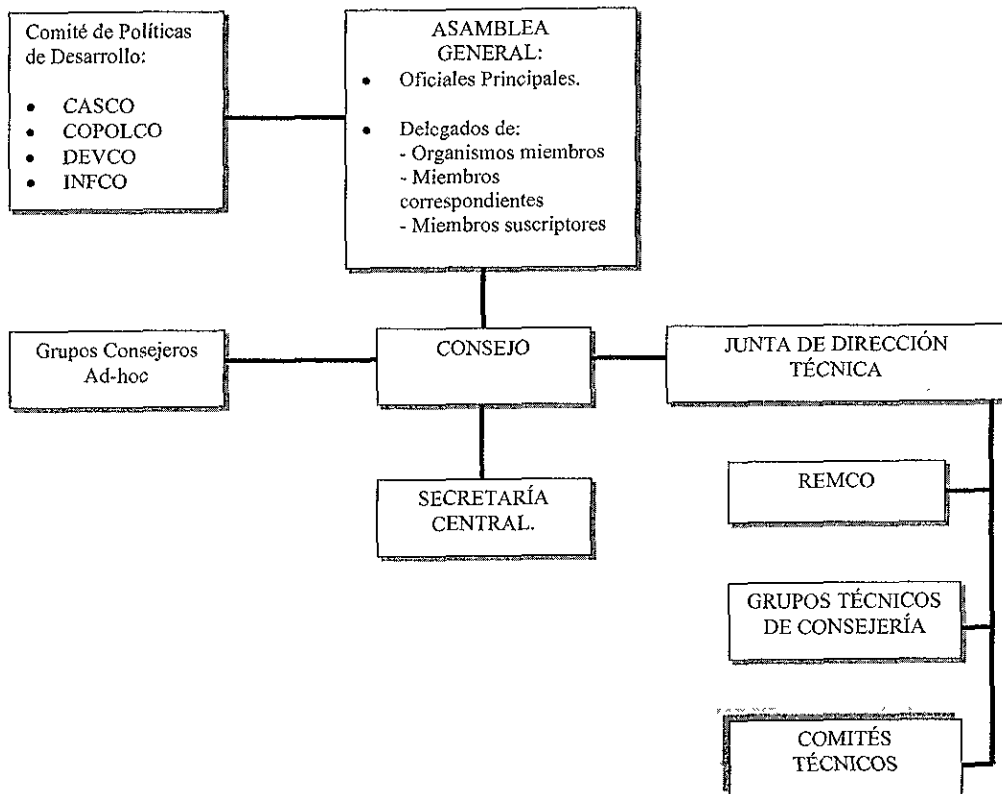 Comité de Políticas
de Desarrollo:
• CASCO
• COPOLCO
• DEVCO
• INFCO
ASAMBLEA
GENERAL:
• Oficiales Principales.
• Delegados de:
- Organismos miembros
- Miembros
correspondientes
- Miembros suscriptores
Grupos Consejeros
Ad-hoc
CONSEJO
JUNTA DE DIRECCIÓN
TÉCNICA
SECRETARÍA
CENTRAL.
REMCO
GRUPOS TÉCNICOS
DE CONSEJERÍA
COMITÉS
TÉCNICOS